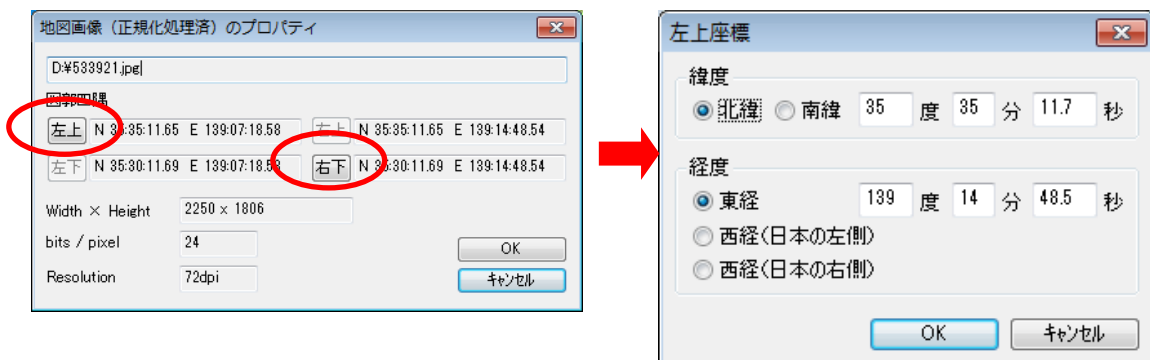 地図画像（正規化処理済）のプロパティ
D:¥533921.jpg
図郭四隅
左上 N 35:35:11.65 E 139:07:18.58 右上 N 35:35:11.65 E 139:14:48.54
左下 N 35:30:11.69 E 139:07:18.58 右下 N 35:30:11.69 E 139:14:48.54
Width × Height 2250 x 1806
bits / pixel 24
Resolution 72dpi
OK
キャンセル
左上座標
緯度
北緯 南緯 35 度 35 分 11.7 秒
経度
東経 139 度 14 分 48.5 秒
西経(日本の左側)
西経(日本の右側)
OK キャンセル